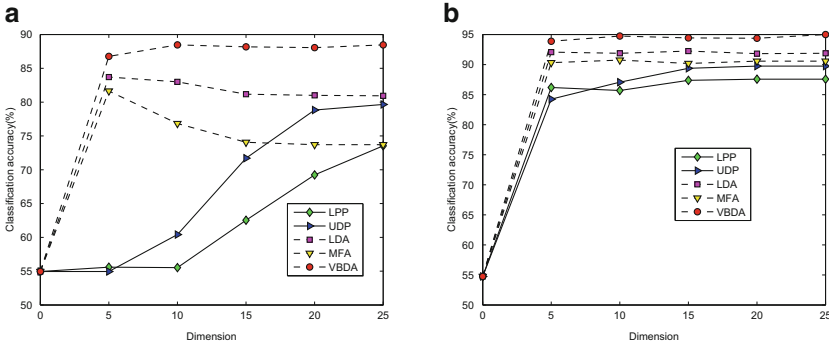 a
Classification accuracy(%)
90
85
80
75
70
65
60
55
50
0
5
10
15
20
25
Dimension
LPP
UDP
LDA
MFA
VBDA
b
Classification accuracy(%)
100
95
90
85
80
75
70
65
60
55
50
0
5
10
15
20
25
Dimension
LPP
UDP
LDA
MFA
VBDA